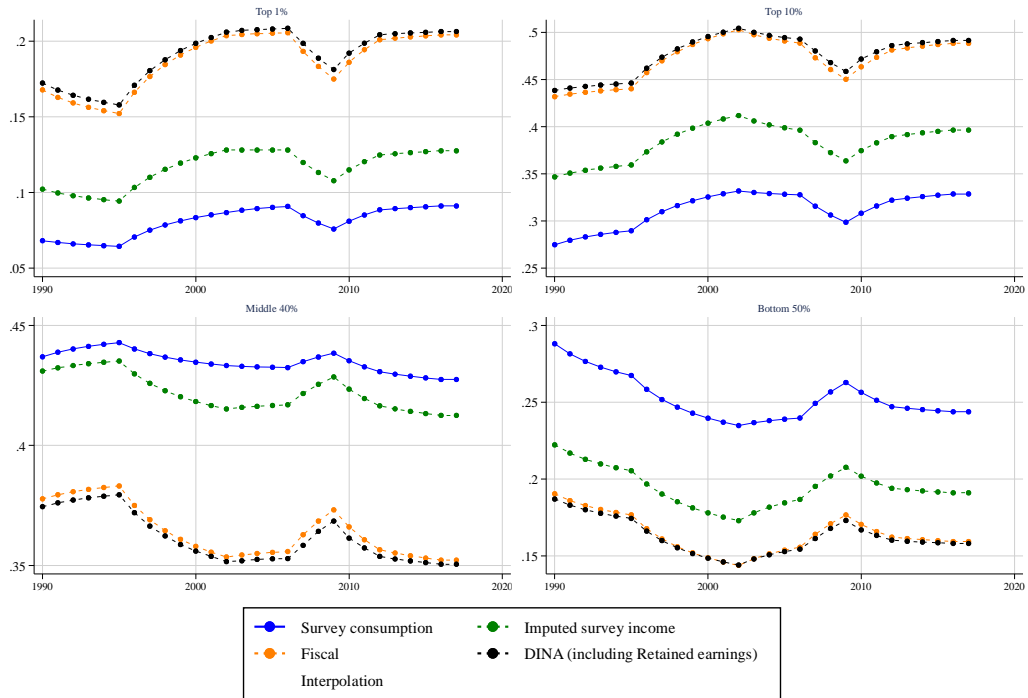 Top 1%
.2
.15
.1
.05
1990 2000 2010 2020
Top 10%
.5
.45
.4
.35
.3
.25
1990 2000 2010 2020
Middle 40%
.45
.4
.35
1990 2000 2010 2020
Bottom 50%
.3
.25
.2
.15
1990 2000 2010 2020
Survey consumption Imputed survey income
Fiscal DINA (including Retained earnings)
Interpolation